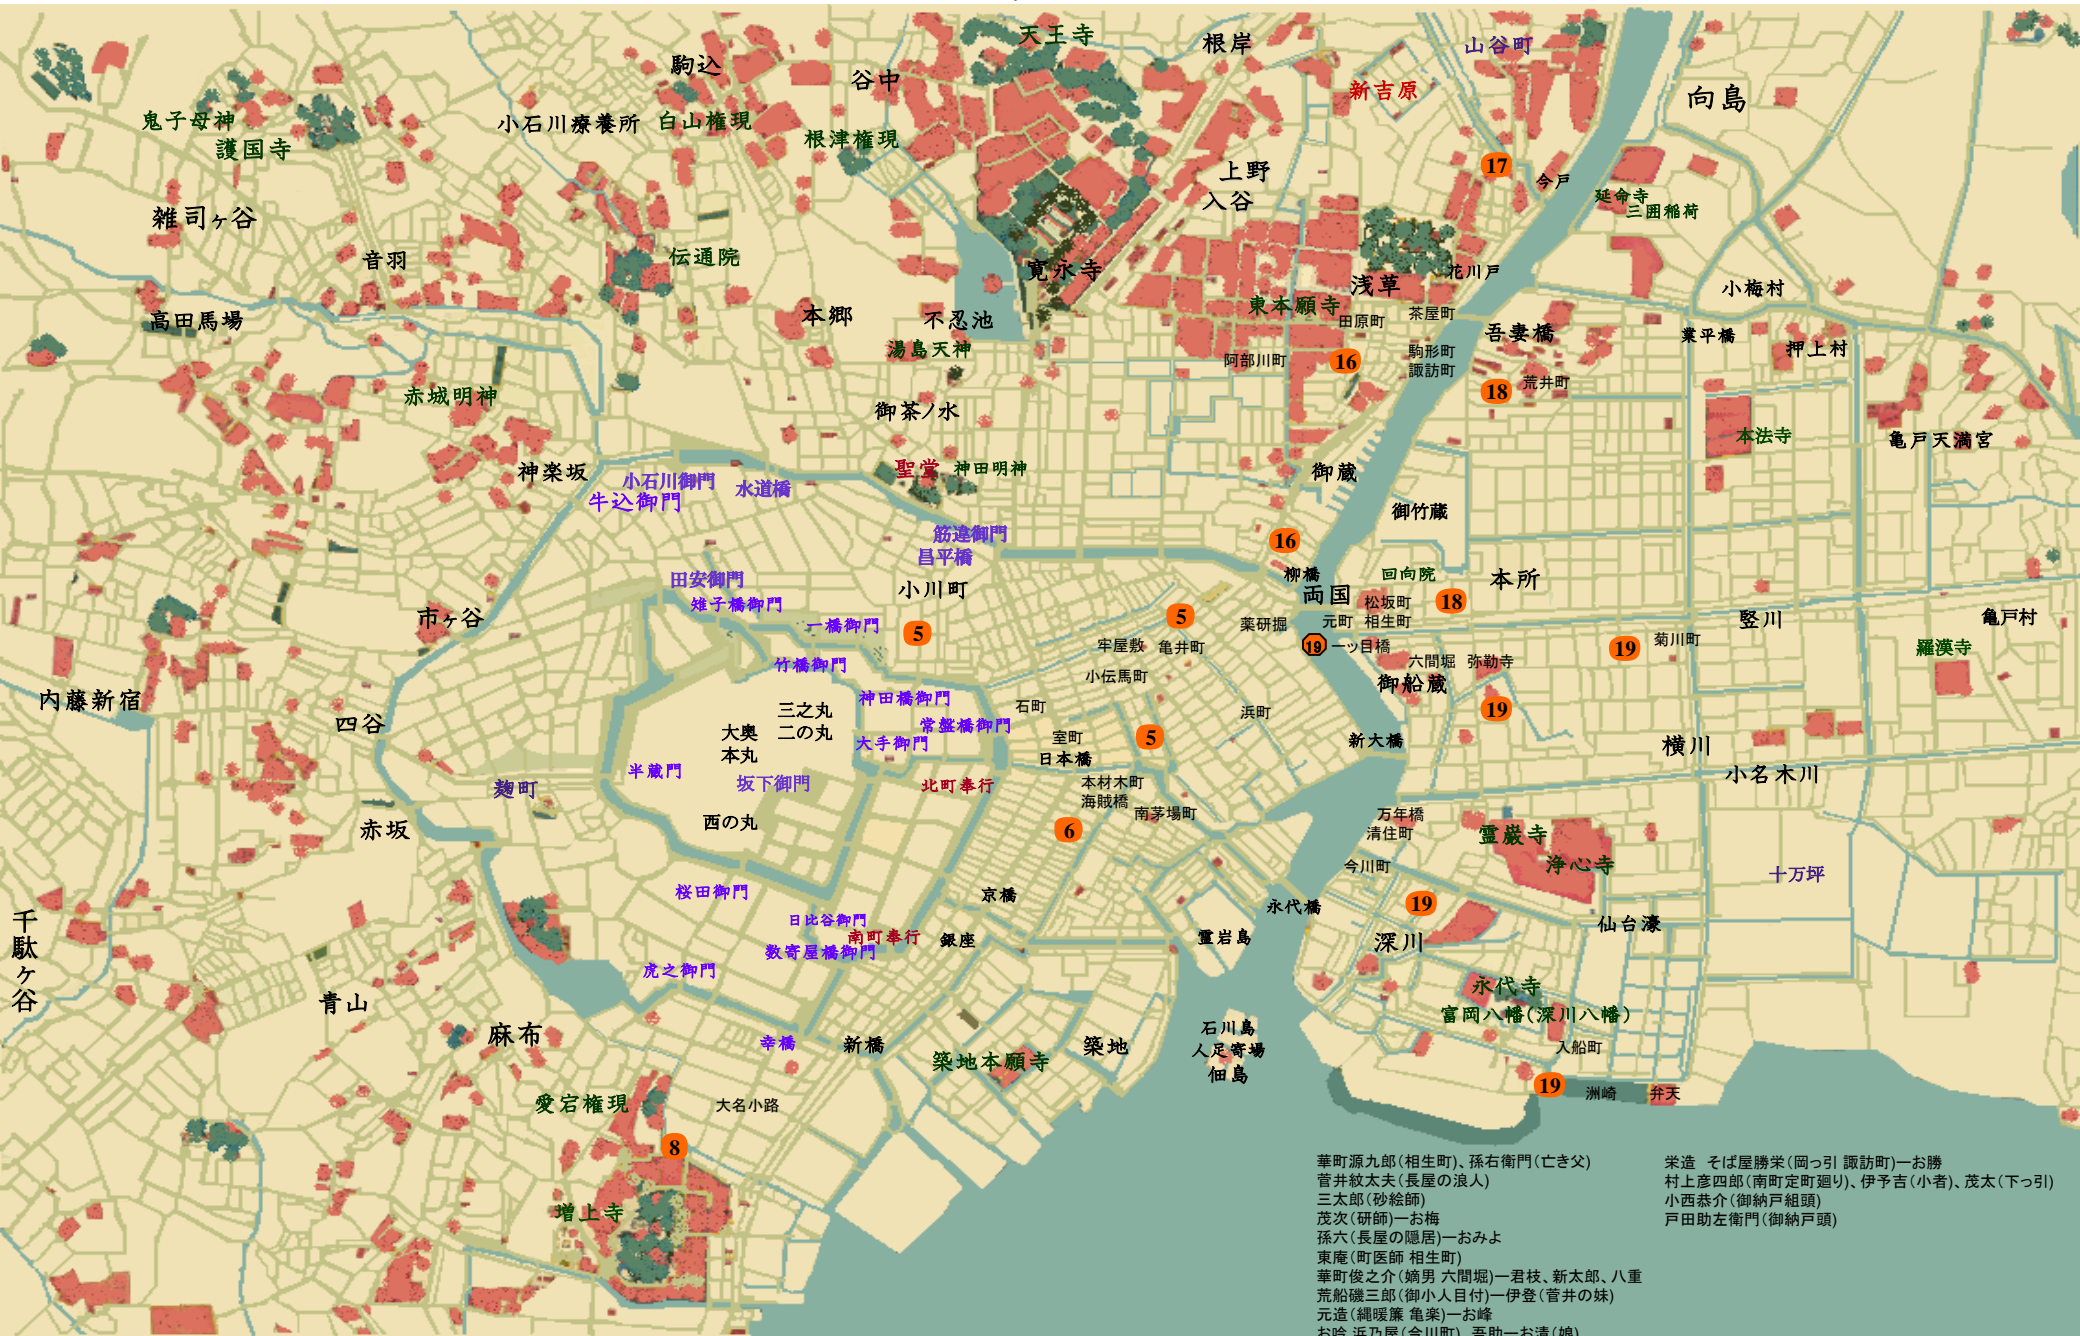 天王寺
根岸
山谷町
駒込
谷中
新吉原
向島
鬼子母神
護国寺
小石川療養所
白山権現
根津権現
上野
入谷
17
今戸
延命寺
三囲稲荷
雑司ヶ谷
音羽
伝通院
寛永寺
浅草
花川戸
東本願寺
小梅村
高田馬場
本郷
不忍池
湯島天神
田原町
茶屋町
吾妻橋
業平橋
押上村
阿部川町
16
駒形町
諏訪町
18
荒井町
赤城明神
御茶ノ水
本法寺
亀戸天満宮
神楽坂
小石川御門
牛込御門
水道橋
聖堂
神田明神
御蔵
御竹蔵
筋違御門
昌平橋
16
柳橋
回向院
本所
田安御門
雉子橋御門
小川町
両国
松坂町
18
市ヶ谷
一橋御門
5
5
薬研掘
元町
相生町
竪川
亀戸村
竹橋御門
牢屋敷
亀井町
19
一ッ目橋
19
菊川町
羅漢寺
六間堀
弥勒寺
小伝馬町
御船蔵
内藤新宿
四谷
神田橋御門
三之丸
二の丸
大奥
本丸
常盤橋御門
大手御門
石町
浜町
19
室町
5
日本橋
新大橋
横川
半蔵門
坂下御門
北町奉行
本材木町
海賊橋
小名木川
麹町
南茅場町
万年橋
清住町
赤坂
西の丸
6
霊巌寺
浄心寺
今川町
十万坪
桜田御門
京橋
永代橋
19
日比谷御門
南町奉行
銀座
霊岩島
深川
仙台濠
数寄屋橋御門
千駄ヶ谷
虎之御門
永代寺
青山
富岡八幡(深川八幡)
麻布
幸橋
新橋
築地本願寺
築地
石川島
人足寄場
佃島
入船町
愛宕権現
大名小路
19
洲崎
弁天
8
増上寺
華町源九郎(相生町)、孫右衛門(亡き父)
菅井紋太夫(長屋の浪人)
三太郎(砂絵師)
茂次(研師)ー お梅
孫六(長屋の隠居)ーおみよ
東庵(町医師 相生町)
華町俊之介(嫡男 六間堀)ー君枝、新太郎、八重
荒船磯三郎(御小人目付)ー伊登(菅井の妹)
元造(縄暖簾 亀楽)ーお峰
お吟 浜乃屋(今川町)、吾助ーお清(娘)
栄造 そば屋勝栄(岡っ引 諏訪町)ーお勝
村上彦四郎(南町定町廻り)、伊予吉(小者)、茂太(下っ引)
小西恭介(御納戸組頭)
戸田助左衛門(御納戸頭)